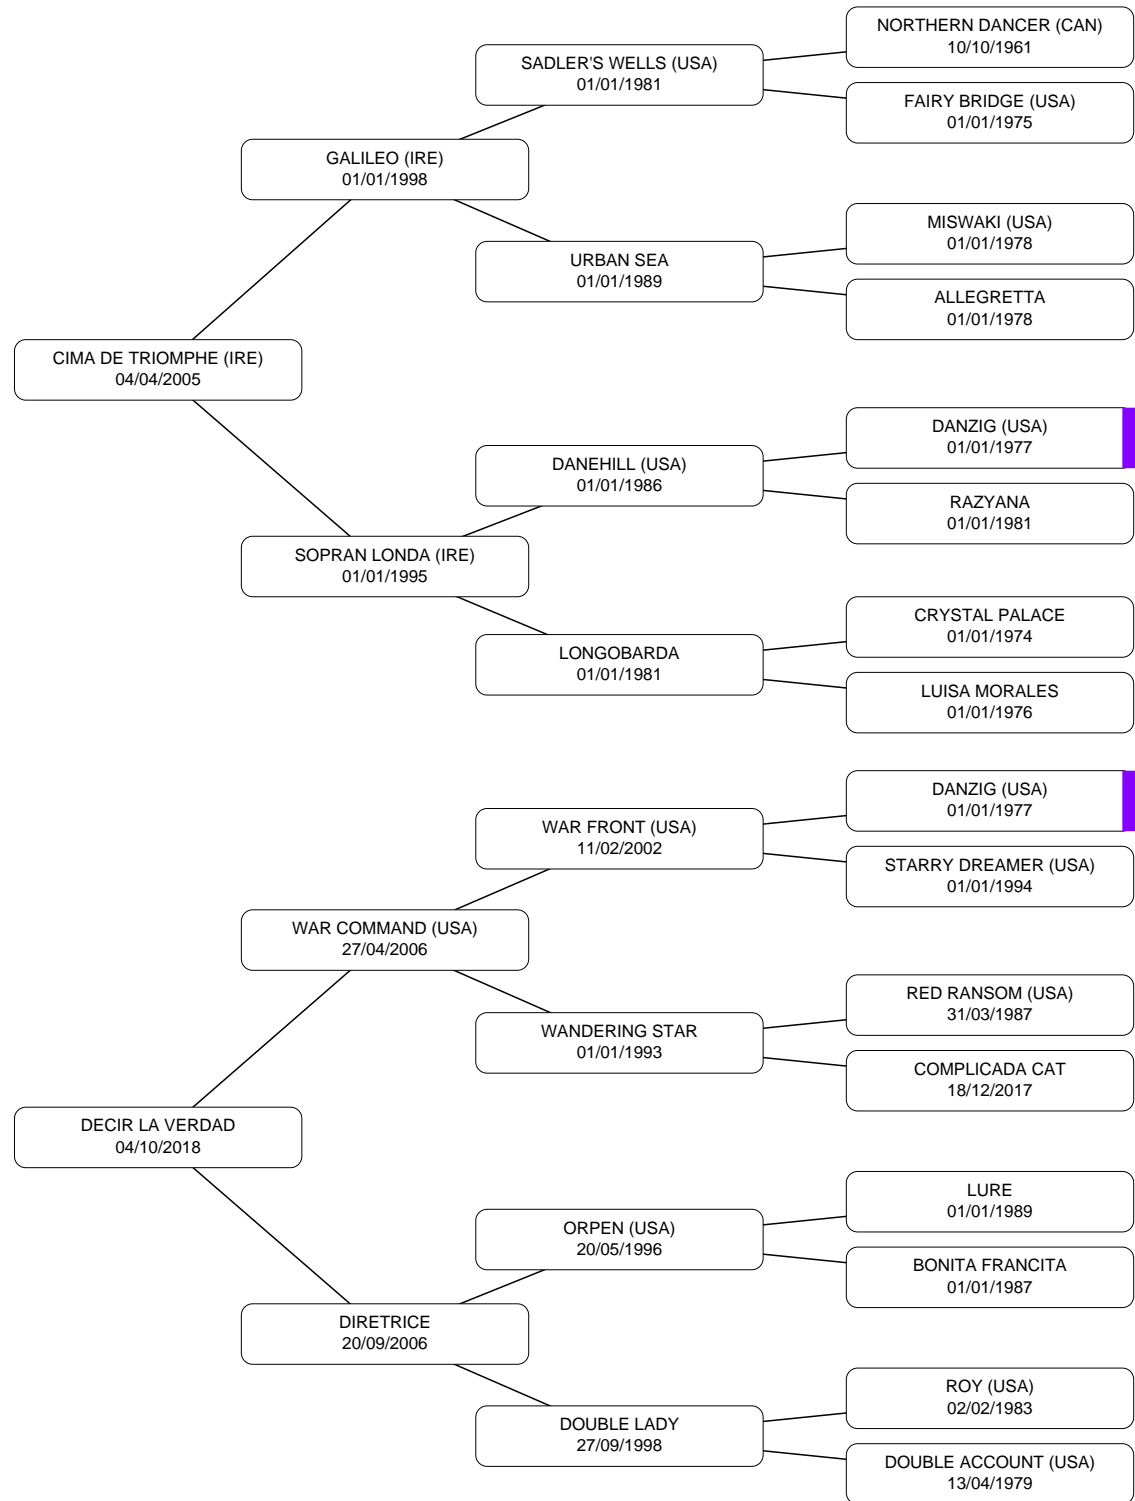 NORTHERN DANCER (CAN)
10/10/1961
SADLER'S WELLS (USA)
01/01/1981
FAIRY BRIDGE (USA)
01/01/1975
GALILEO (IRE)
01/01/1998
MISWAKI (USA)
01/01/1978
URBAN SEA
01/01/1989
ALLEGRETTA
01/01/1978
CIMA DE TRIOMPHE (IRE)
04/04/2005
DANZIG (USA)
01/01/1977
DANEHILL (USA)
01/01/1986
RAZYANA
01/01/1981
SOPRAN LONDA (IRE)
01/01/1995
CRYSTAL PALACE
01/01/1974
LONGOBARDA
01/01/1981
LUISA MORALES
01/01/1976
DANZIG (USA)
01/01/1977
WAR FRONT (USA)
11/02/2002
STARRY DREAMER (USA)
01/01/1994
WAR COMMAND (USA)
27/04/2006
RED RANSOM (USA)
31/03/1987
WANDERING STAR
01/01/1993
COMPLICADA CAT
18/12/2017
DECIR LA VERDAD
04/10/2018
LURE
01/01/1989
ORPEN (USA)
20/05/1996
BONITA FRANCITA
01/01/1987
DIRETRICE
20/09/2006
ROY (USA)
02/02/1983
DOUBLE LADY
27/09/1998
DOUBLE ACCOUNT (USA)
13/04/1979